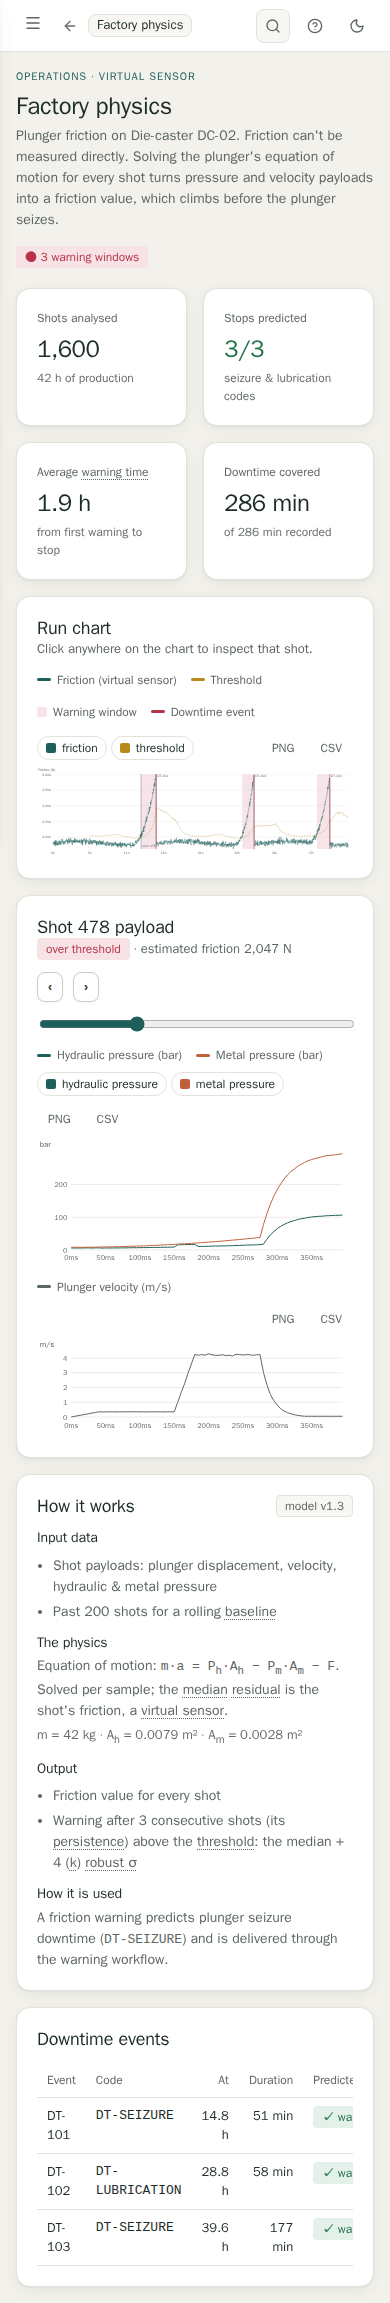 Factory physics
OPERATIONS · VIRTUAL SENSOR
Factory physics
Plunger friction on Die-caster DC-02. Friction can't be
measured directly. Solving the plunger's equation of
motion for every shot turns pressure and velocity payloads
into a friction value, which climbs before the plunger
seizes.
3 warning windows
Shots analysed
1,600
42 h of production
Stops predicted
3/3
seizure & lubrication
codes
Average warning time
1.9 h
from first warning to
stop
Downtime covered
286 min
of 286 min recorded
Run chart
Click anywhere on the chart to inspect that shot.
Friction (virtual sensor)
Threshold
Warning window
Downtime event
friction
threshold
PNG
CSV
Shot 478 payload
over threshold · estimated friction 2,047 N
‹
›
Hydraulic pressure (bar)
Metal pressure (bar)
hydraulic pressure
metal pressure
PNG
CSV
bar
200
100
0
0ms 50ms 100ms 150ms 200ms 250ms 300ms 350ms
Plunger velocity (m/s)
PNG
CSV
m/s
4
3
2
1
0
0ms 50ms 100ms 150ms 200ms 250ms 300ms 350ms
How it works
model v1.3
Input data
• Shot payloads: plunger displacement, velocity,
hydraulic & metal pressure
• Past 200 shots for a rolling baseline
The physics
Equation of motion: m·a = Pₕ·Aₕ − Pₘ·Aₘ − F.
Solved per sample; the median residual is the
shot's friction, a virtual sensor.
m = 42 kg · Aₕ = 0.0079 m² · Aₘ = 0.0028 m²
Output
• Friction value for every shot
• Warning after 3 consecutive shots (its
persistence) above the threshold: the median +
4 (k) robust σ
How it is used
A friction warning predicts plunger seizure
downtime (DT-SEIZURE) and is delivered through
the warning workflow.
Downtime events
Event Code At Duration Predicte
DT-
101
DT-SEIZURE
14.8
h
51 min
✓ wa
DT-
102
DT-
LUBRICATION
28.8
h
58 min
✓ wa
DT-
103
DT-SEIZURE
39.6
h
177
min
✓ wa